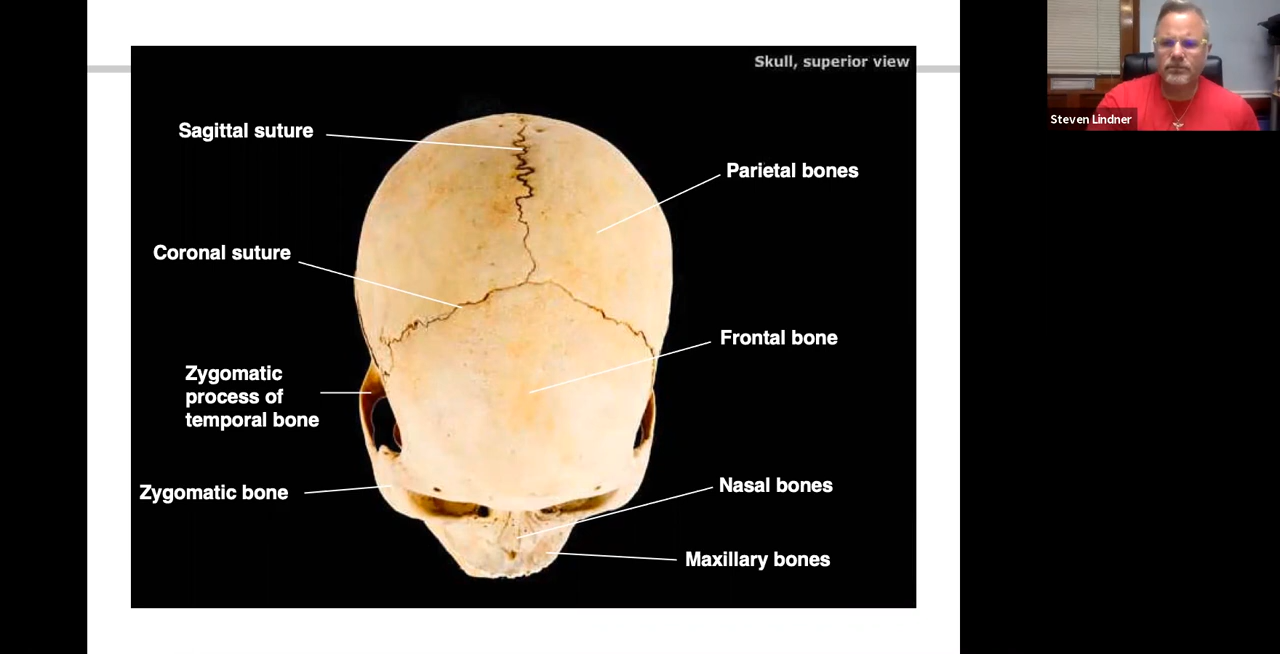 Skull, superior view
Sagittal suture
Parietal bones
Coronal suture
Frontal bone
Zygomatic
process of
temporal bone
Zygomatic bone
Nasal bones
Maxillary bones
Steven Lindner